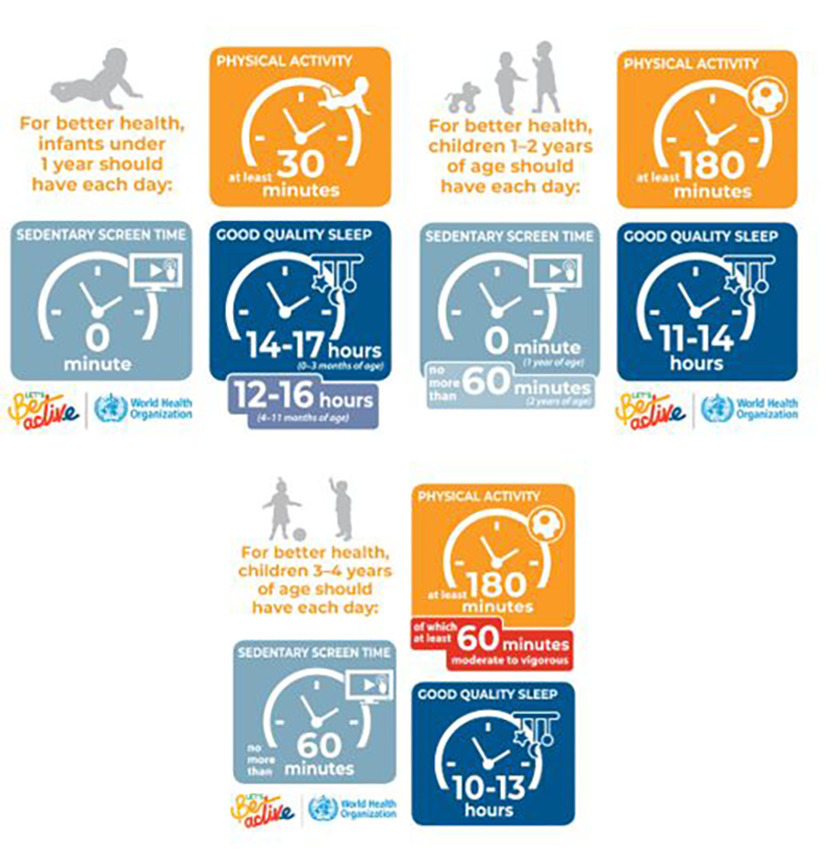 For better health,
infants under
1 year should
have each day:
PHYSICAL ACTIVITY
at least 30
minutes
SEDENTARY SCREEN TIME
0
minute
GOOD QUALITY SLEEP
14-17 hours
(0–3 months of age)
12-16 hours
(4–11 months of age)
LET'S
Be
active
World Health
Organization
For better health,
children 1–2 years
of age should
have each day:
PHYSICAL ACTIVITY
at least 180
minutes
SEDENTARY SCREEN TIME
0 minute
(1 year of age)
no
more
than 60 minutes
(2 years of age)
GOOD QUALITY SLEEP
11-14
hours
LET'S
Be
active
World Health
Organization
For better health,
children 3–4 years
of age should
have each day:
PHYSICAL ACTIVITY
at least 180
minutes
of which
at least 60 minutes
moderate to vigorous
SEDENTARY SCREEN TIME
no
more
than 60
minutes
GOOD QUALITY SLEEP
10-13
hours
LET'S
Be
active
World Health
Organization